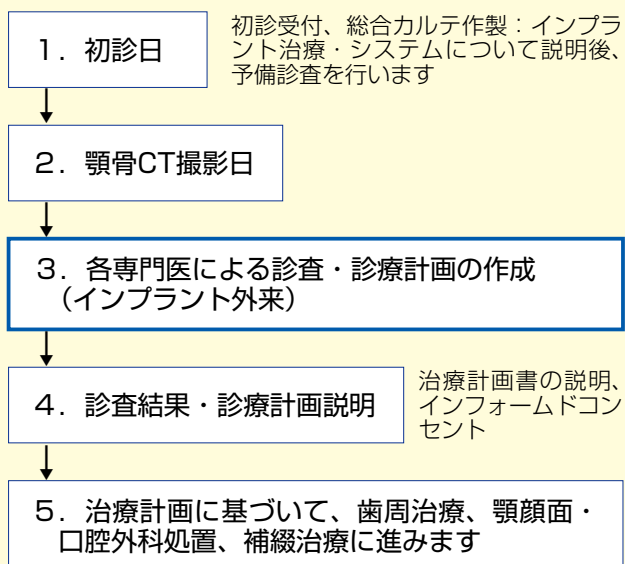 1．初診日
初診受付、総合カルテ作製：インプラ
ント治療・システムについて説明後、
予備診査を行います
2．顎骨CT撮影日
3．各専門医による診査・診療計画の作成
（インプラント外来）
4．診査結果・診療計画説明
治療計画書の説明、
インフォームドコン
セント
5．治療計画に基づいて、歯周治療、顎顔面・
口腔外科処置、補綴治療に進みます